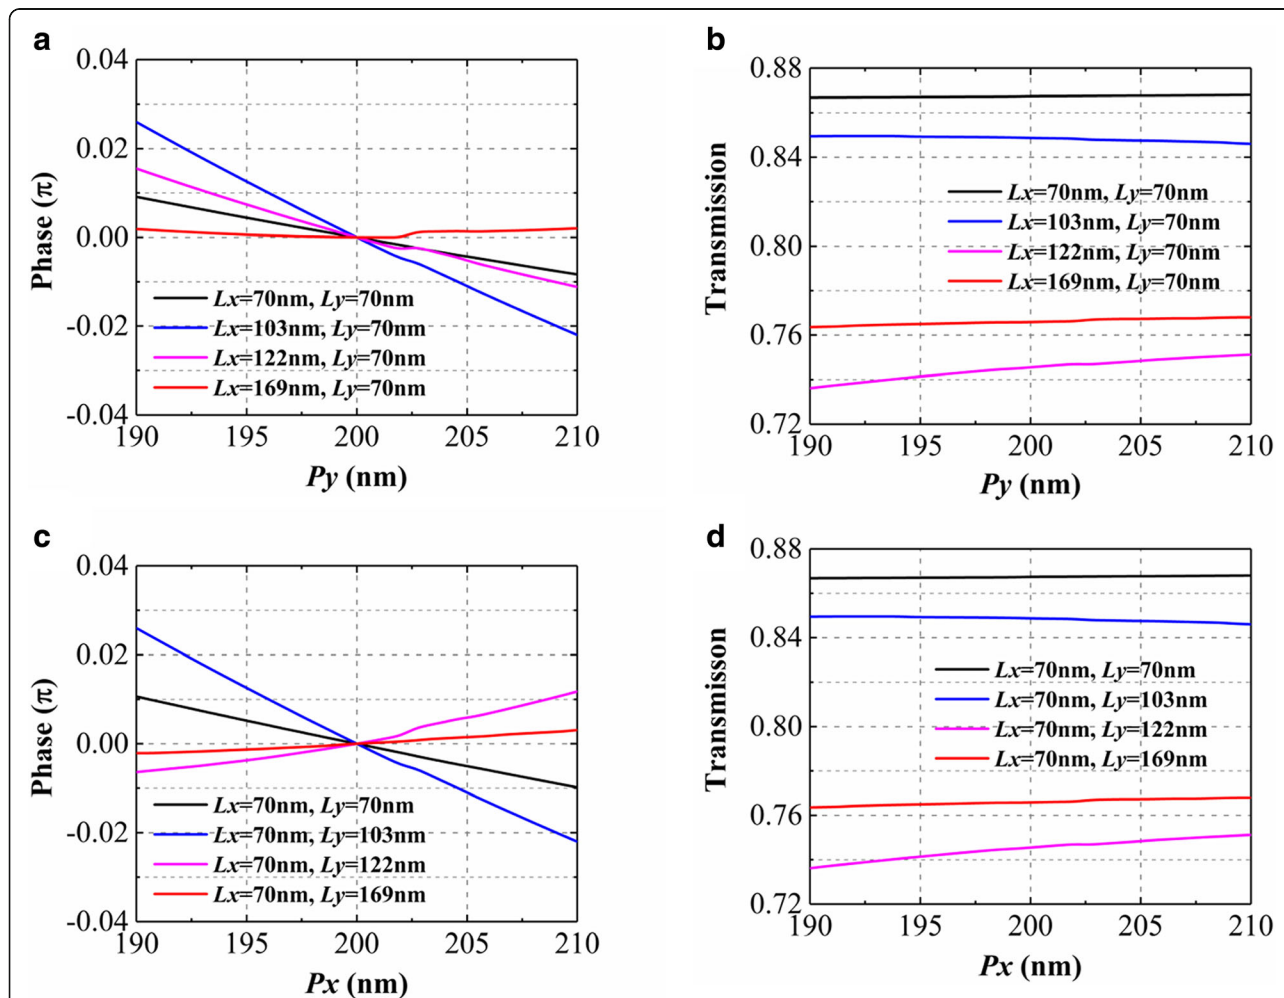 a
0.04
0.02
0.00
-0.02
-0.04
Phase (π)
Lx=70nm, Ly=70nm
Lx=103nm, Ly=70nm
Lx=122nm, Ly=70nm
Lx=169nm, Ly=70nm
190 195 200 205 210
Py (nm)
b
0.88
0.84
0.80
0.76
0.72
Transmission
Lx=70nm, Ly=70nm
Lx=103nm, Ly=70nm
Lx=122nm, Ly=70nm
Lx=169nm, Ly=70nm
190 195 200 205 210
Py (nm)
c
0.04
0.02
0.00
-0.02
-0.04
Phase (π)
Lx=70nm, Ly=70nm
Lx=70nm, Ly=103nm
Lx=70nm, Ly=122nm
Lx=70nm, Ly=169nm
190 195 200 205 210
Px (nm)
d
0.88
0.84
0.80
0.76
0.72
Transmisson
Lx=70nm, Ly=70nm
Lx=70nm, Ly=103nm
Lx=70nm, Ly=122nm
Lx=70nm, Ly=169nm
190 195 200 205 210
Px (nm)